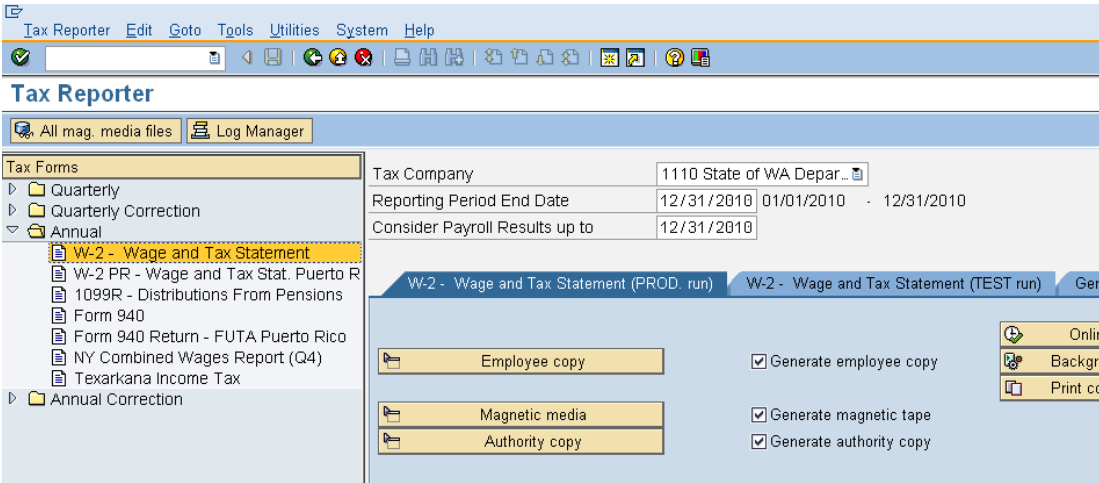 Tax Reporter Edit Goto Tools Utilities System Help
Tax Reporter
All mag. media files Log Manager
Tax Forms
Quarterly
Quarterly Correction
Annual
W-2 - Wage and Tax Statement
W-2 PR - Wage and Tax Stat. Puerto R
1099R - Distributions From Pensions
Form 940
Form 940 Return - FUTA Puerto Rico
NY Combined Wages Report (Q4)
Texarkana Income Tax
Annual Correction
Tax Company 1110 State of WA Depar...
Reporting Period End Date 12/31/2010 01/01/2010 - 12/31/2010
Consider Payroll Results up to 12/31/2010
W-2 - Wage and Tax Statement (PROD. run) W-2 - Wage and Tax Statement (TEST run) Ger
Onlin
Employee copy Generate employee copy Backgr
Print co
Magnetic media Generate magnetic tape
Authority copy Generate authority copy